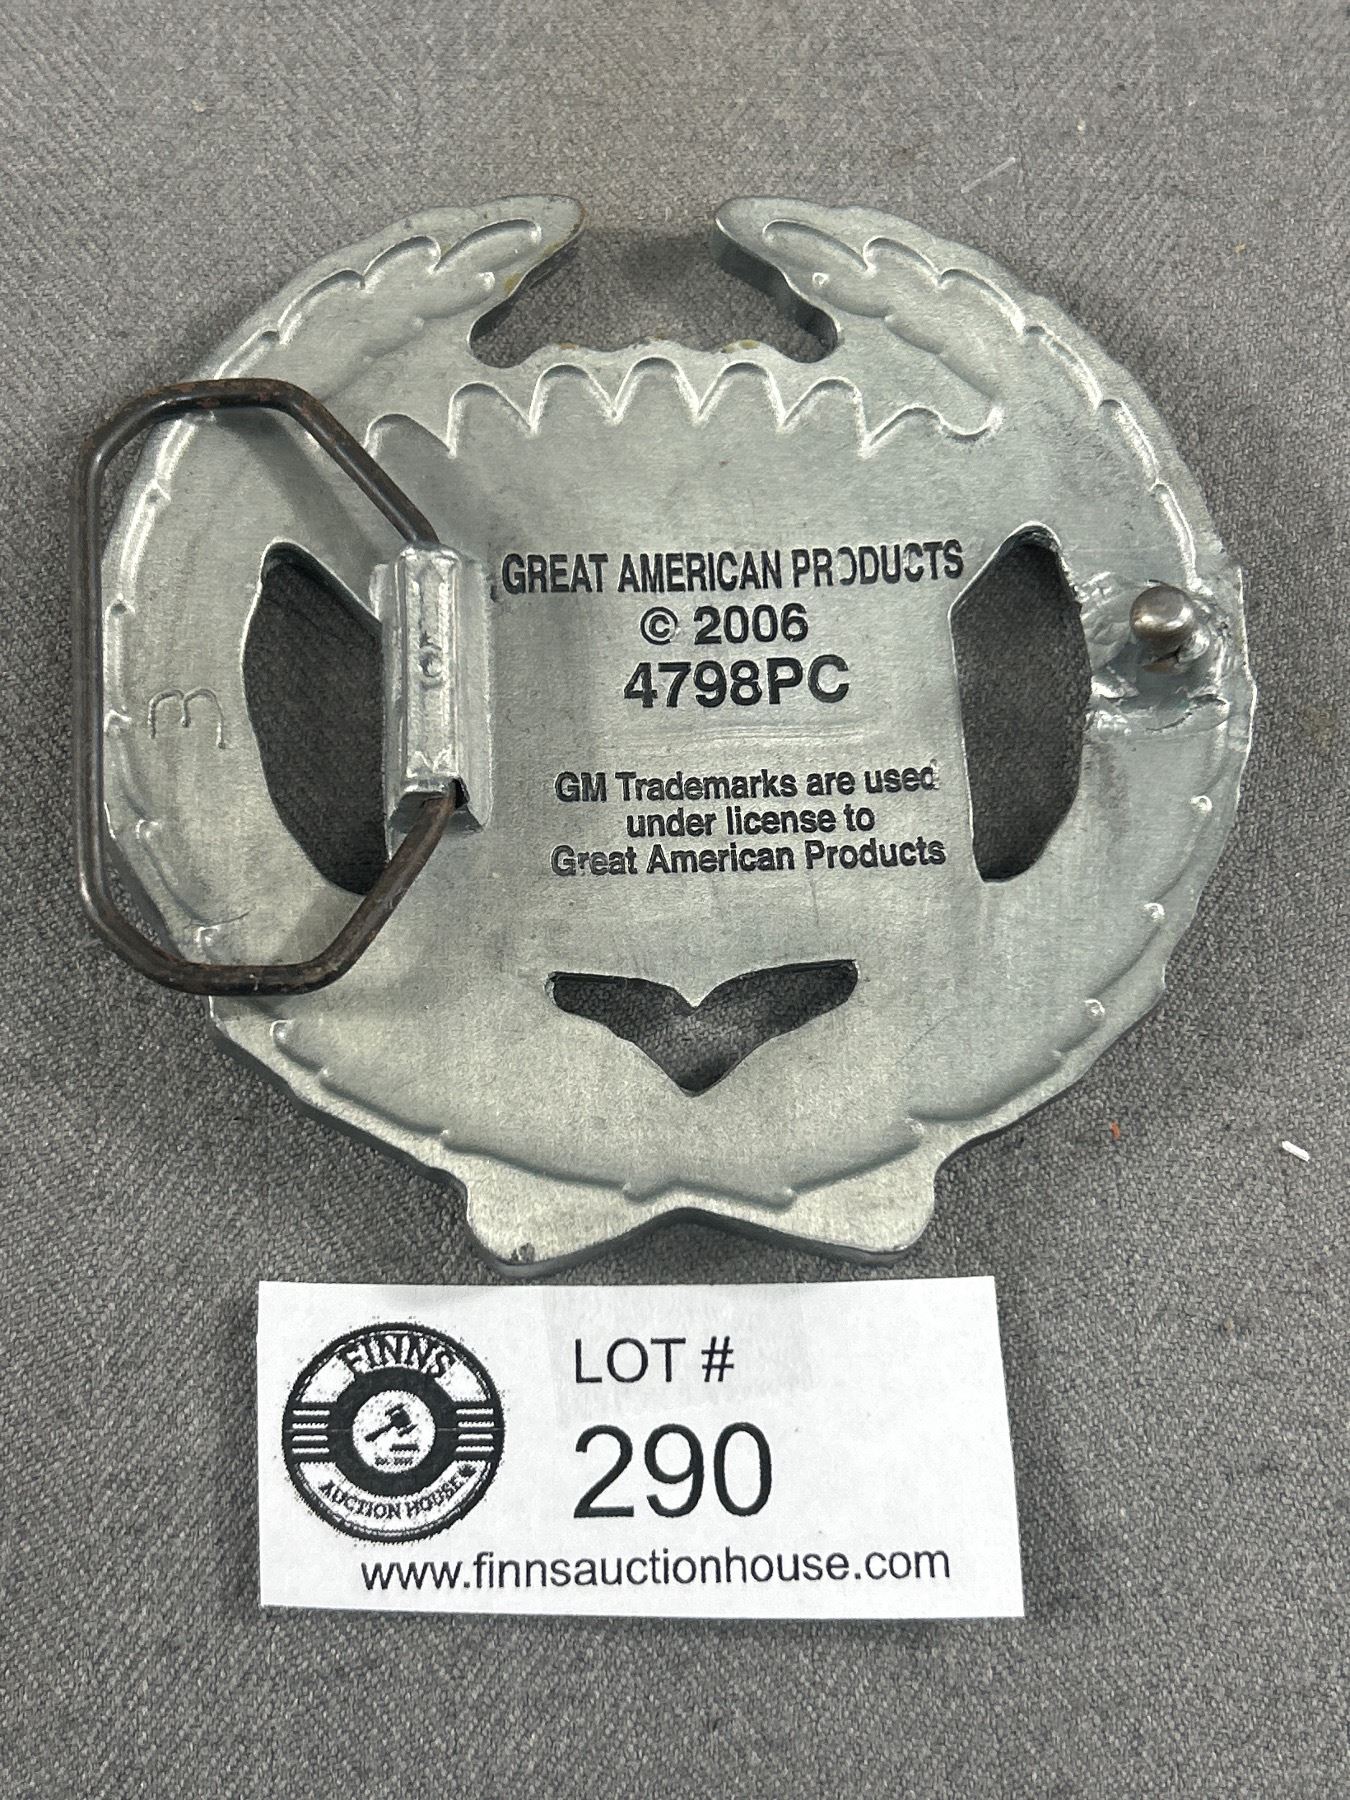 GREAT AMERICAN PRODUCTS
© 2006
4798PC
GM Trademarks are used
under license to
Great American Products
3
FINNS
AUCTION HOUSE
LOT #
290
www.finnsauctionhouse.com